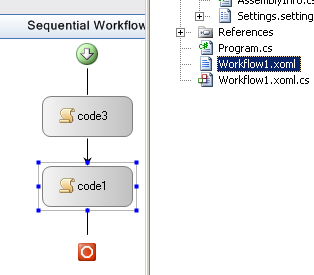 Sequential Workflow
code3
code1
AssemblyInfo.cs
Settings.setting
References
Program.cs
Workflow1.xoml
Workflow1.xoml.cs